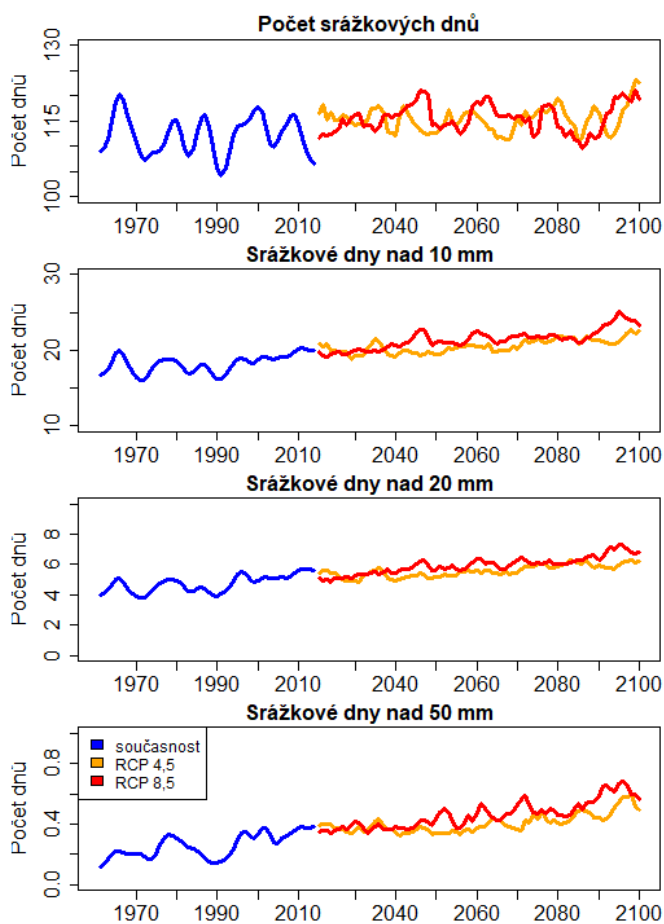 Počet srážkových dnů
Počet dnů
130
115
100
1970 1990 2010 2040 2060 2080 2100
Srážkové dny nad 10 mm
Počet dnů
30
20
10
1970 1990 2010 2040 2060 2080 2100
Srážkové dny nad 20 mm
Počet dnů
8
6
4
2
0
1970 1990 2010 2040 2060 2080 2100
Srážkové dny nad 50 mm
Počet dnů
0.8
0.4
0.0
současnost
RCP 4,5
RCP 8,5
1970 1990 2010 2040 2060 2080 2100